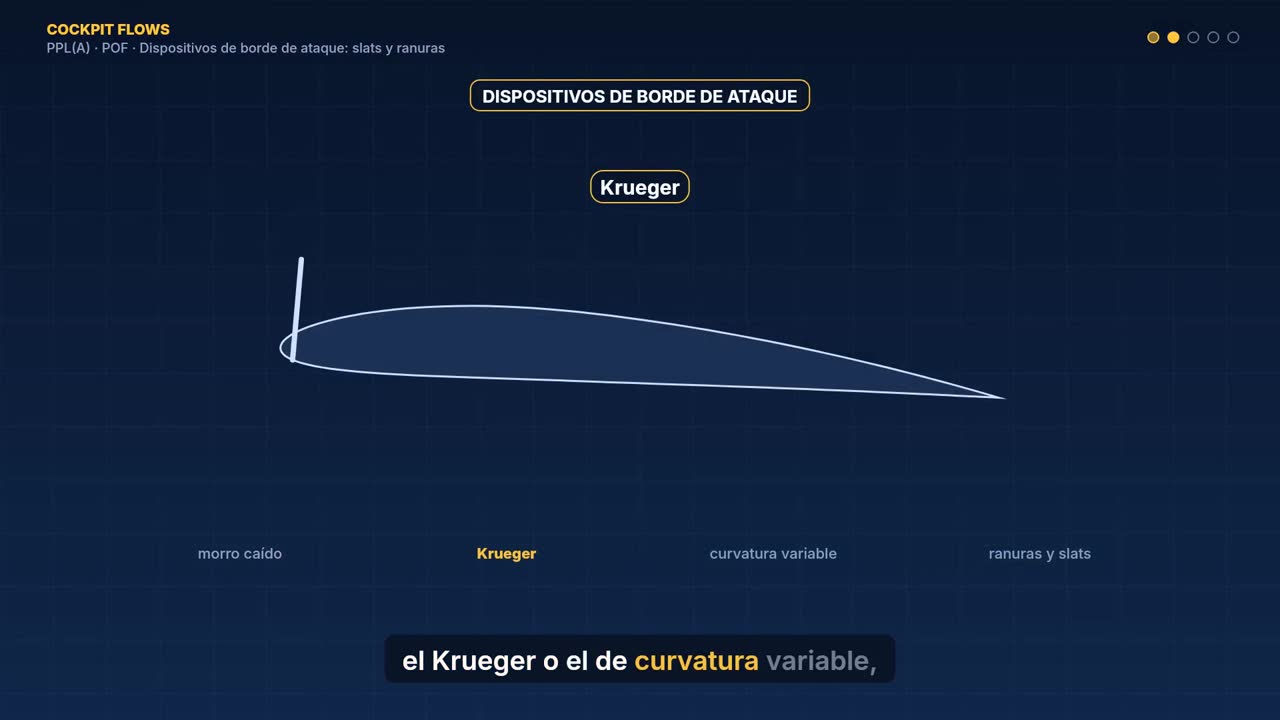 COCKPIT FLOWS
PPL(A) · POF · Dispositivos de borde de ataque: slats y ranuras
DISPOSITIVOS DE BORDE DE ATAQUE
Krueger
morro caído
Krueger
curvatura variable
ranuras y slats
el Krueger o el de curvatura variable,